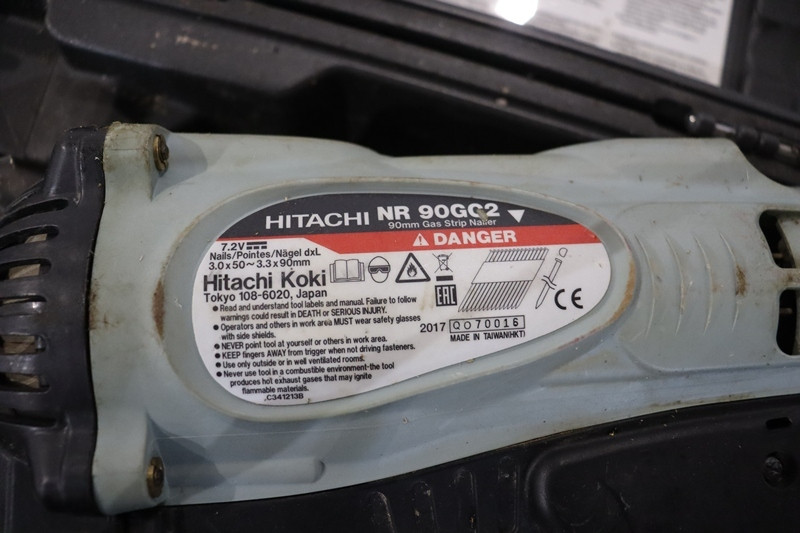 HITACHI NR 90GC2
90mm Gas Strip Nailer
DANGER
7.2V
Nails/Pointes/Nägel dxL
3.0 x 50 ~ 3.3 x 90mm
Hitachi Koki
Tokyo 108-6020, Japan
• Read and understand tool labels and manual. Failure to follow
warnings could result in DEATH or SERIOUS INJURY.
• Operators and others in work area MUST wear safety glasses
with side shields.
• NEVER point tool at yourself or others in work area.
• KEEP fingers AWAY from trigger when not driving fasteners.
• Use only outside or in well ventilated rooms.
• Never use tool in a combustible environment-the tool
produces hot exhaust gases that may ignite
flammable materials.
C341213B
EAC
CE
2017 Q070016
MADE IN TAIWAN(HKT)